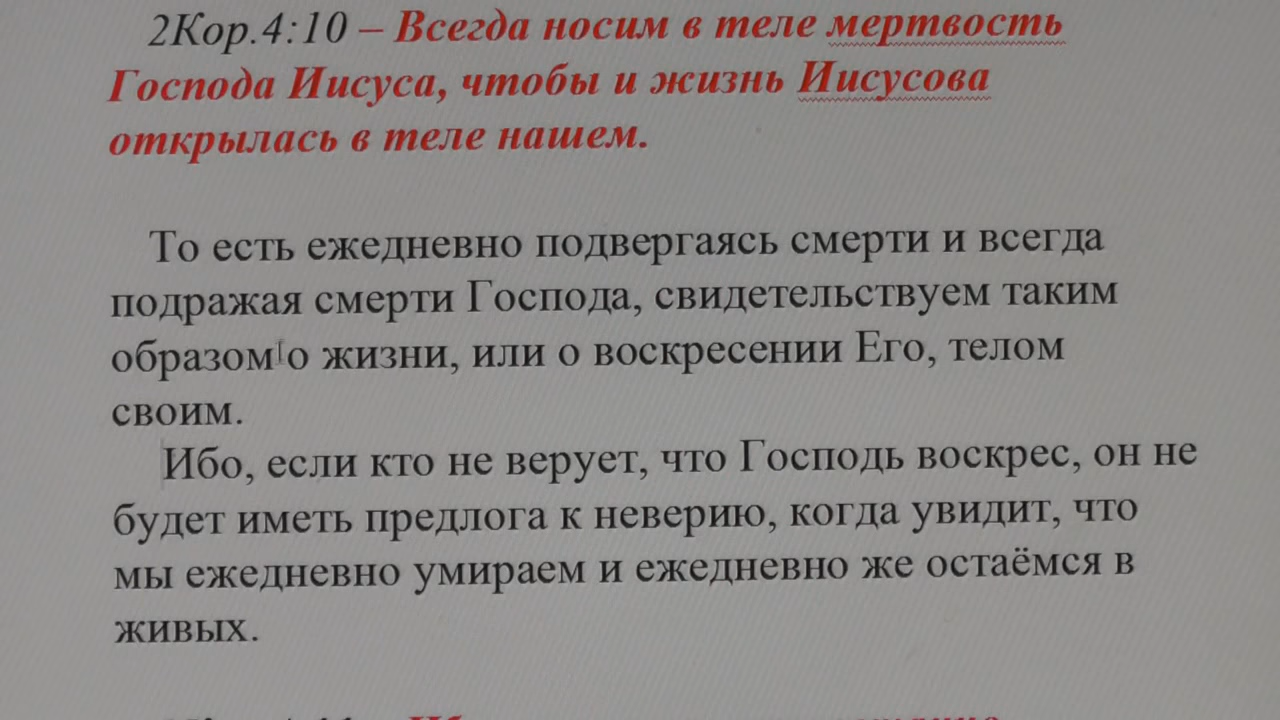 2Кор.4:10 – Всегда носим в теле мертвость
Господа Иисуса, чтобы и жизнь Иисусова
открылась в теле нашем.
То есть ежедневно подвергаясь смерти и всегда
подражая смерти Господа, свидетельствуем таким
образом о жизни, или о воскресении Его, телом
своим.
Ибо, если кто не верует, что Господь воскрес, он не
будет иметь предлога к неверию, когда увидит, что
мы ежедневно умираем и ежедневно же остаёмся в
живых.